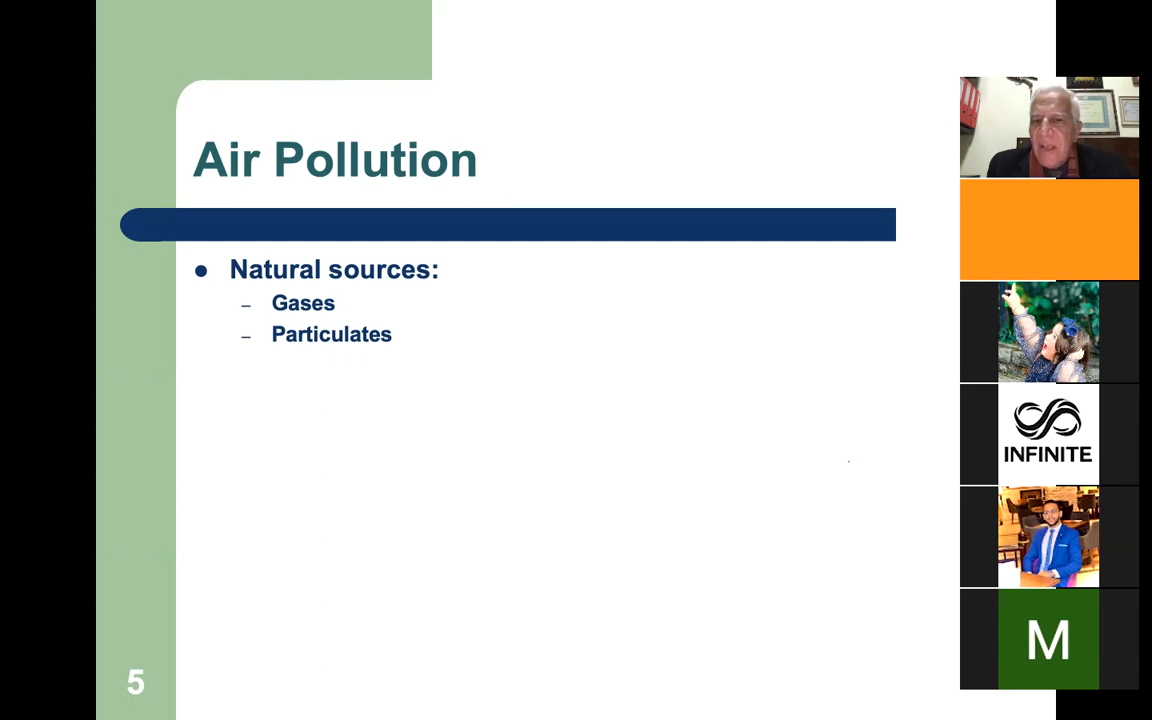 Air Pollution
Natural sources:
– Gases
– Particulates
5
INFINITE
M